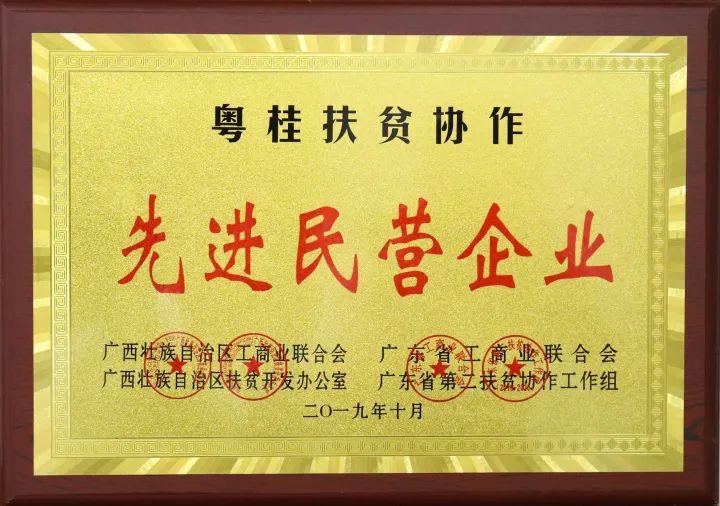 粤桂扶贫协作
先进民营企业
广西壮族自治区工商业联合会 广东省工商业联合会
广西壮族自治区扶贫开发办公室 广东省第二扶贫协作工作组
二〇一九年十月